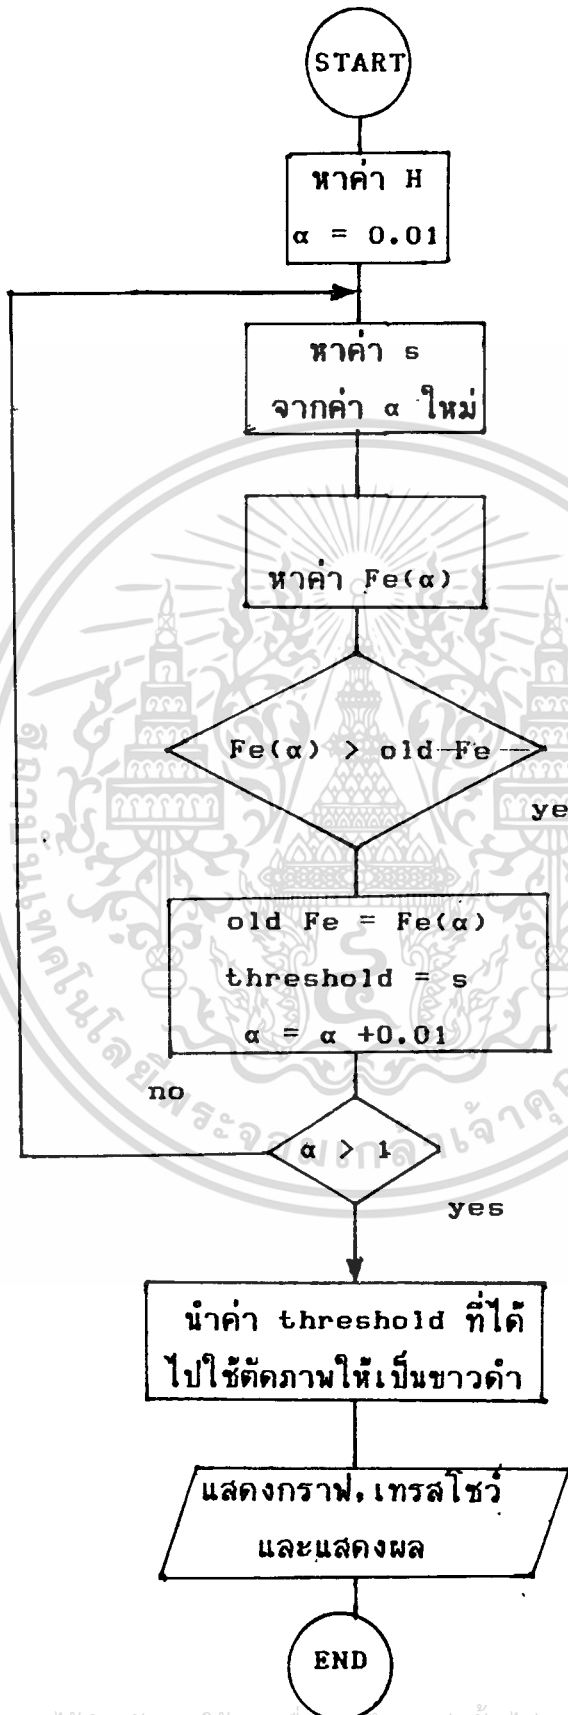 START
หาค่า H
α = 0.01
หาค่า s
จากค่า α ใหม่
หาค่า Fe(α)
Fe(α) > old Fe
ye
old Fe = Fe(α)
threshold = s
α = α +0.01
no
α > 1
yes
นำค่า threshold ที่ได้
ไปใช้ตัดภาพให้เป็นขาวดำ
แสดงกราฟ,เทรสโชว์
และแสดงผล
END